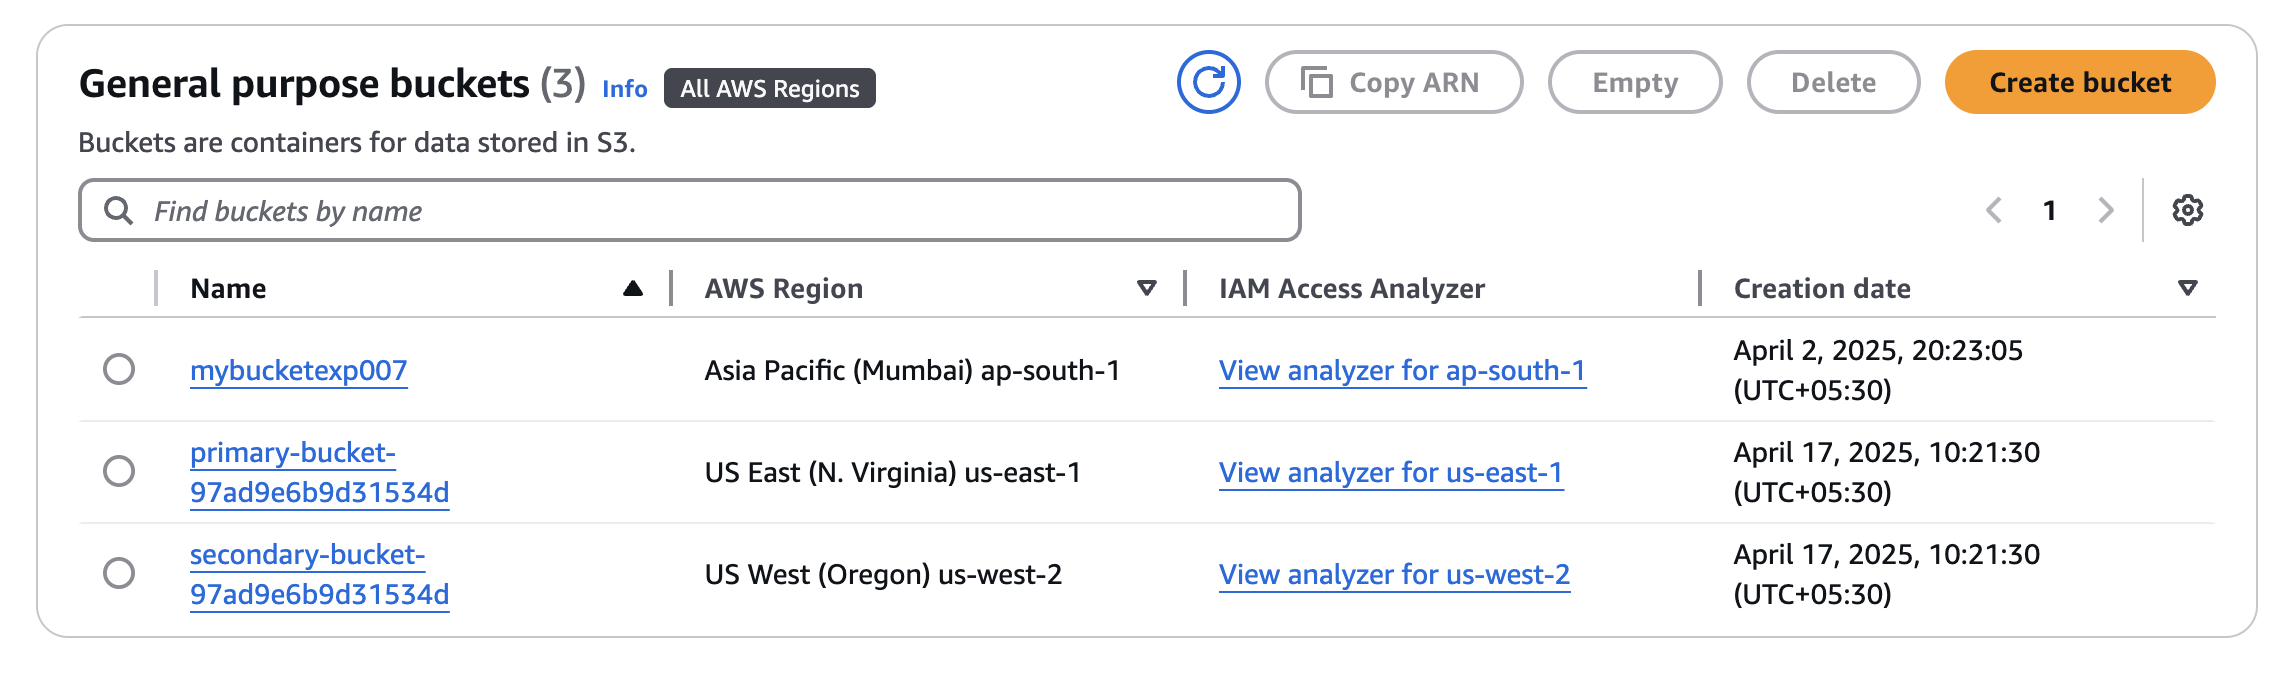 General purpose buckets (3) Info All AWS Regions
Copy ARN Empty Delete Create bucket
Buckets are containers for data stored in S3.
Find buckets by name
1
Name AWS Region IAM Access Analyzer Creation date
mybucketexp007 Asia Pacific (Mumbai) ap-south-1 View analyzer for ap-south-1 April 2, 2025, 20:23:05
(UTC+05:30)
primary-bucket- US East (N. Virginia) us-east-1 View analyzer for us-east-1 April 17, 2025, 10:21:30
97ad9e6b9d31534d (UTC+05:30)
secondary-bucket- US West (Oregon) us-west-2 View analyzer for us-west-2 April 17, 2025, 10:21:30
97ad9e6b9d31534d (UTC+05:30)